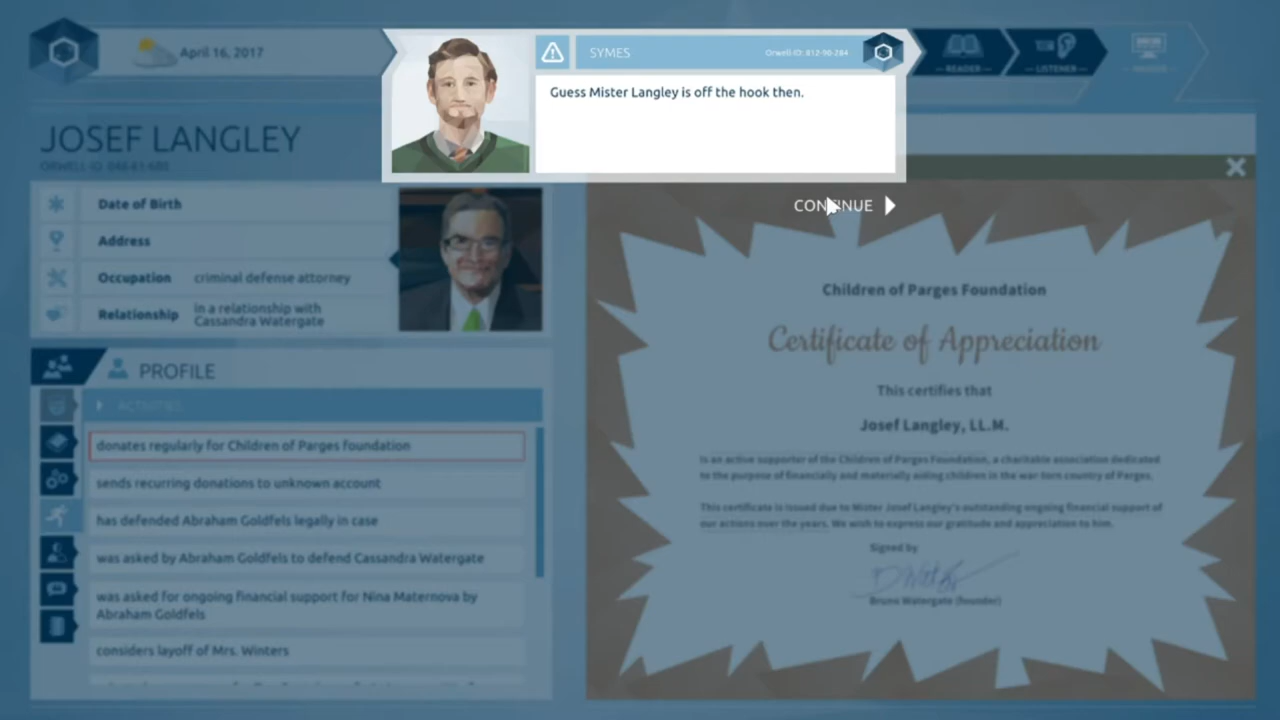 April 16, 2017
SYMES
Orwell-ID: 812-90-284
Guess Mister Langley is off the hook then.
CONTINUE
READER
LISTENER
JOSEF LANGLEY
Date of Birth
Address
Occupation criminal defense attorney
Relationship In a relationship with
Cassandra Watergate
PROFILE
ACTIVITIES
donates regularly for Children of Parges foundation
sends recurring donations to unknown account
has defended Abraham Goldfels legally in case
was asked by Abraham Goldfels to defend Cassandra Watergate
was asked for ongoing financial support for Nina Maternova by
Abraham Goldfels
considers layoff of Mrs. Winters
Children of Parges Foundation
Certificate of Appreciation
This certifies that
Josef Langley, LL.M.
is an active supporter of the Children of Parges Foundation, a charitable association dedicated
to the purpose of financially and materially aiding children in the war-torn country of Parges.
This certificate is issued due to Mister Josef Langley's outstanding ongoing financial support of
our actions over the years. We wish to express our gratitude and appreciation to him.
Signed by
Bruno Watergate (founder)